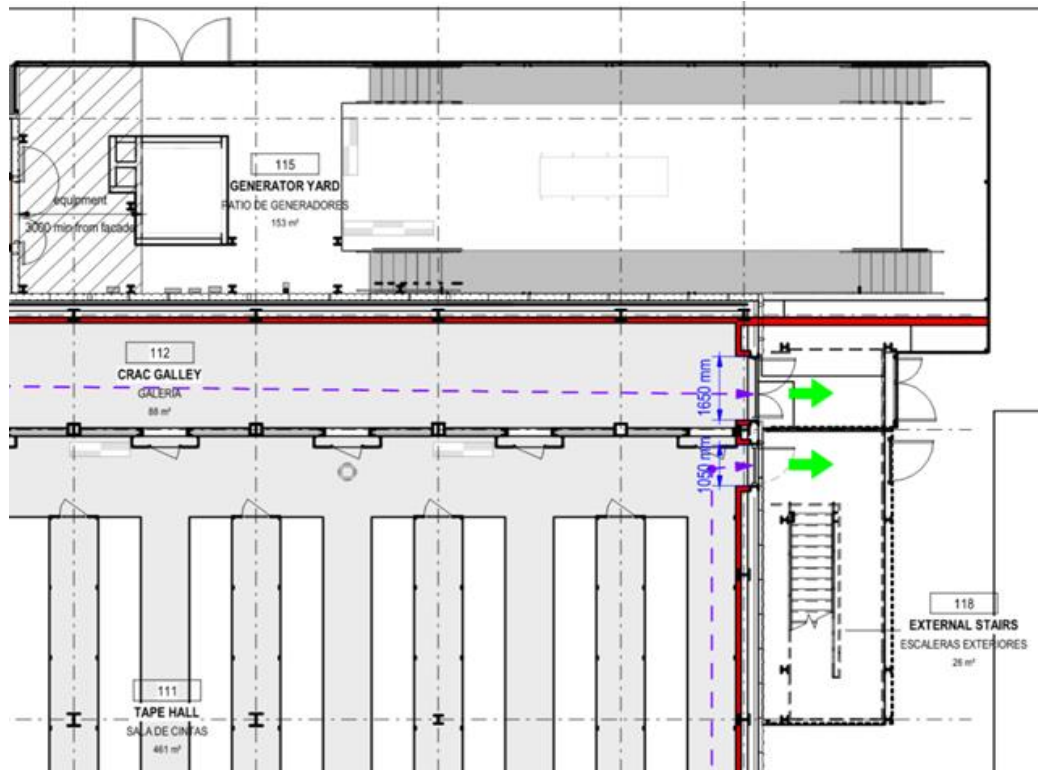 115
GENERATOR YARD
PATIO DE GENERADORES
153 m²
equipment
3000 min from facade
112
CRAC GALLEY
GALERÍA
88 m²
1650 mm
1050 mm
118
EXTERNAL STAIRS
ESCALERAS EXTERIORES
26 m²
111
TAPE HALL
SALA DE CINTAS
461 m²